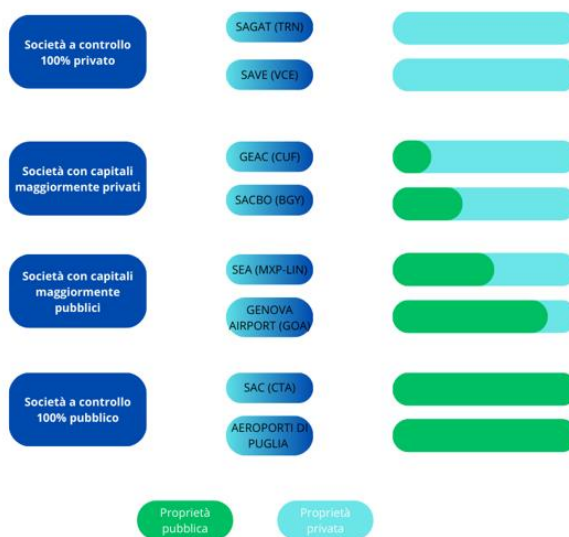 Società a controllo
100% privato
SAGAT (TRN)
SAVE (VCE)
Società con capitali
maggiormente privati
GEAC (CUF)
SACBO (BGY)
Società con capitali
maggiormente
pubblici
SEA (MXP-LIN)
GENOVA
AIRPORT (GOA)
Società a controllo
100% pubblico
SAC (CTA)
AEROPORTI DI
PUGLIA
Proprietà
pubblica
Proprietà
privata